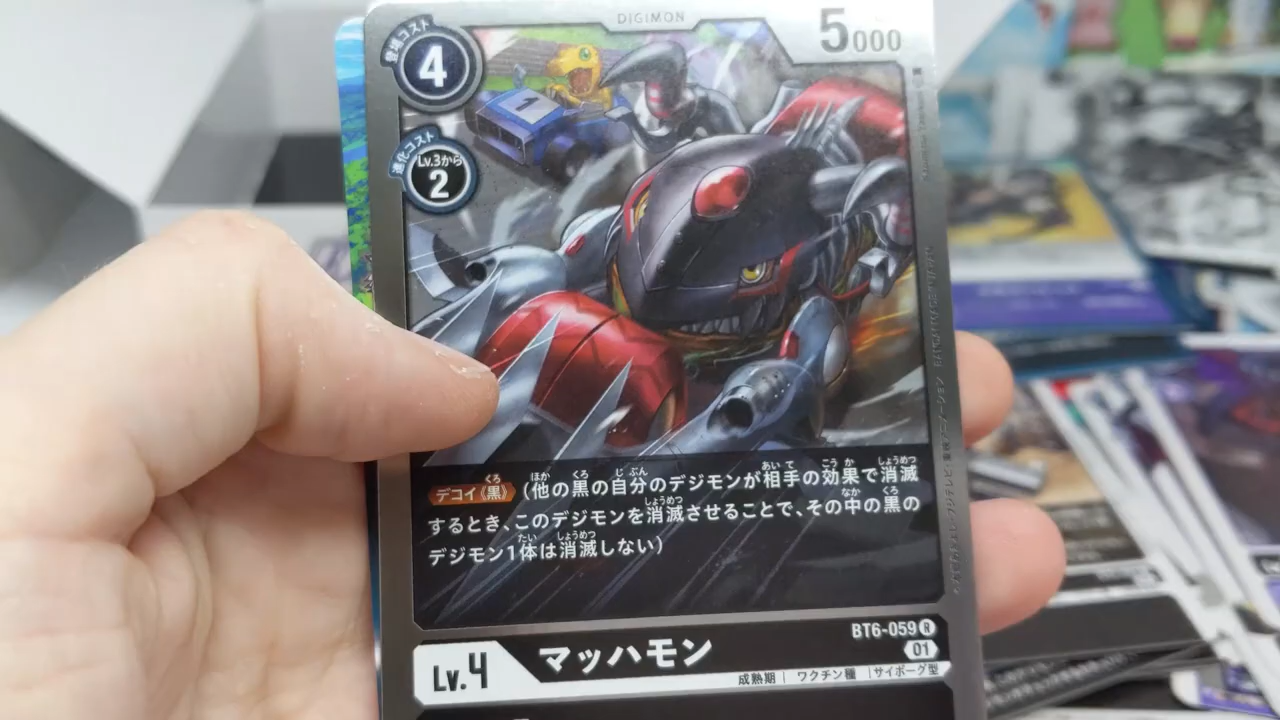 DIGIMON
5000
登場コスト
4
進化コスト
Lv.3から
2
1
デコイ《黒》 (他の黒の自分のデジモンが相手の効果で消滅
するとき、このデジモンを消滅させることで、その中の黒の
デジモン1体は消滅しない)
BT6-059 R
01
Lv.4
マッハモン
成熟期 | ワクチン種 | サイボーグ型